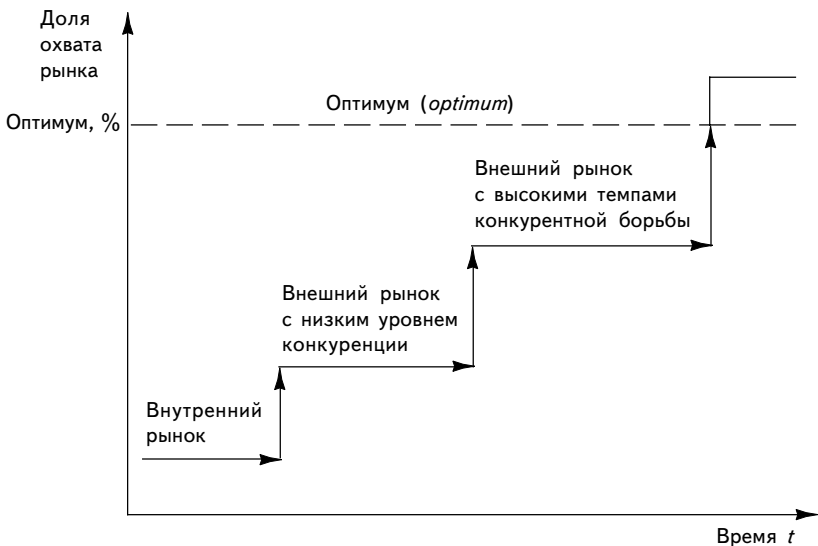 Доля
охвата
рынка
Оптимум (optimum)
Оптимум, %
Внешний рынок
с высокими темпами
конкурентной борьбы
Внешний рынок
с низким уровнем
конкуренции
Внутренний
рынок
Время t